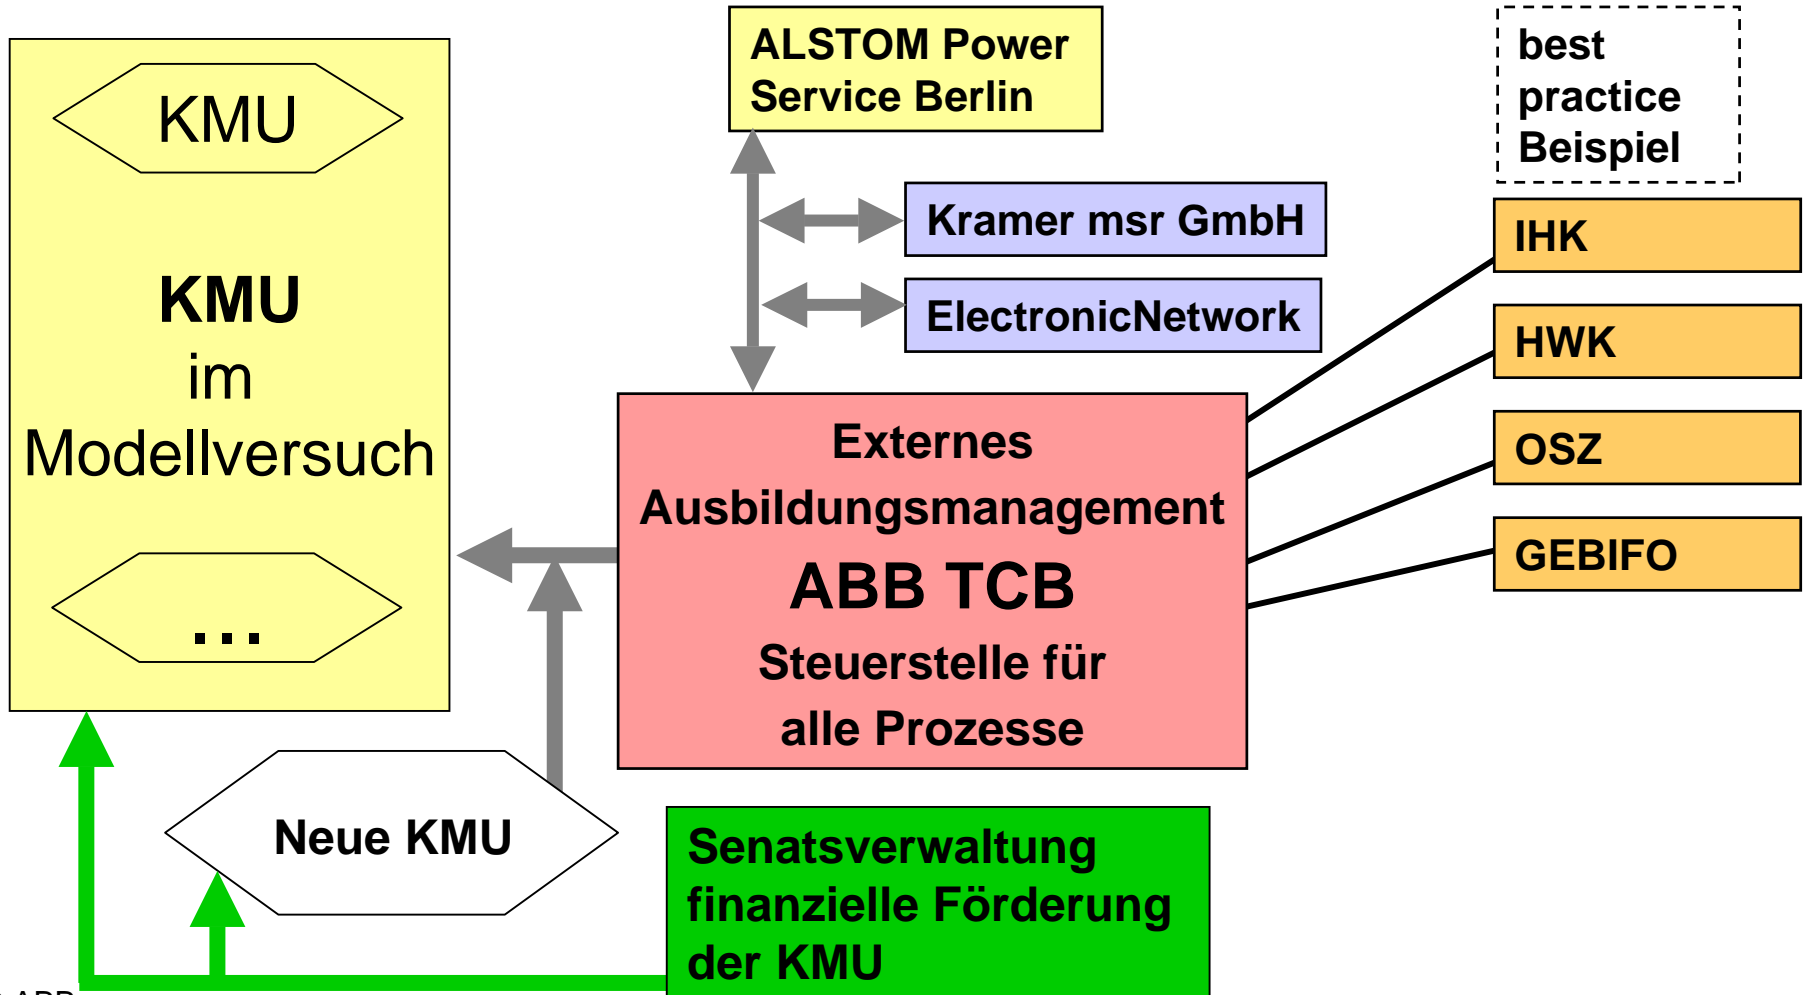 KMU
KMU
im
Modellversuch
...
ALSTOM Power
Service Berlin
Kramer msr GmbH
ElectronicNetwork
best
practice
Beispiel
IHK
HWK
OSZ
GEBIFO
Externes
Ausbildungsmanagement
ABB TCB
Steuerstelle für
alle Prozesse
Neue KMU
Senatsverwaltung
finanzielle Förderung
der KMU